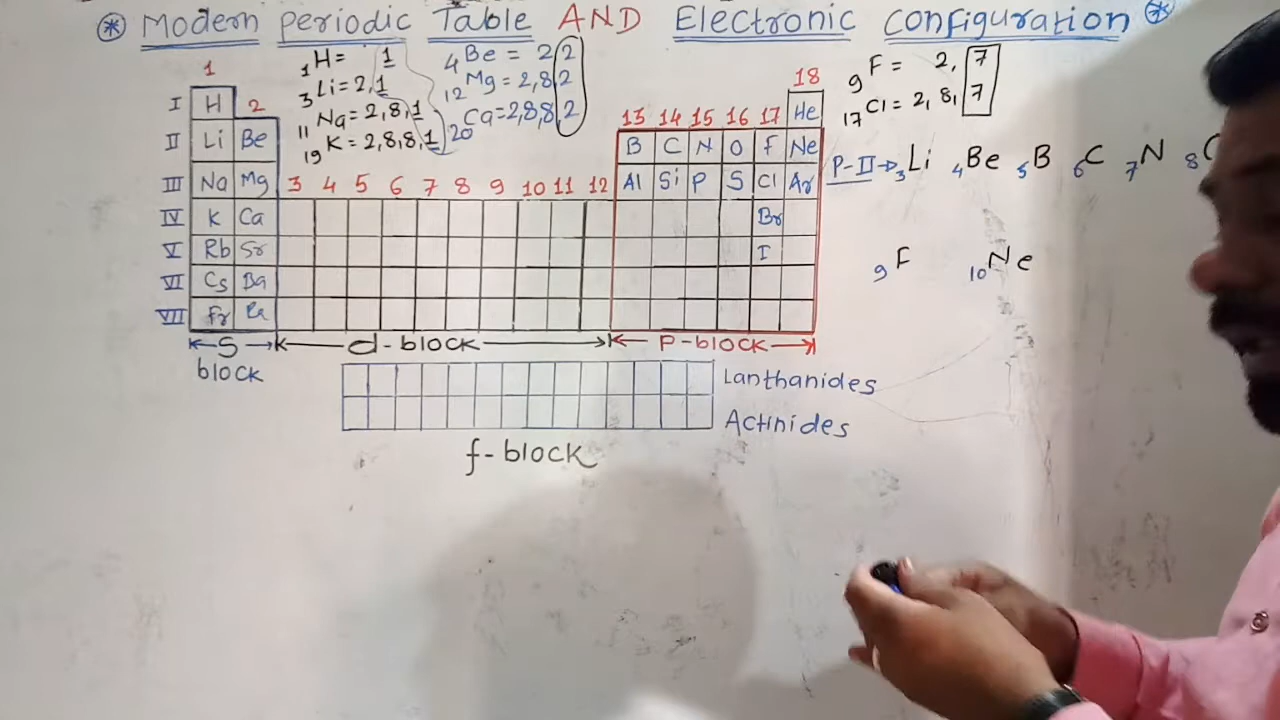 * Modern periodic Table AND Electronic Configuration *
1
1H = 1
3Li = 2,1
11Na = 2,8,1
19K = 2,8,8,1
4Be = 2 2
12Mg = 2,8 2
20Ca = 2,8,8,2
9F = 2, 7
17Cl = 2, 8, 7
18
I H 2 13 14 15 16 17 He
II Li Be B C N O F Ne
III Na Mg 3 4 5 6 7 8 9 10 11 12 Al Si P S Cl Ar
IV K Ca Br
V Rb Sr I
VI Cs Ba
VII Fr Ra
P-II→ 3Li 4Be 5B 6C 7N 8
9F 10Ne
S block
d-block
P-block
Lanthanides
Actinides
f-block